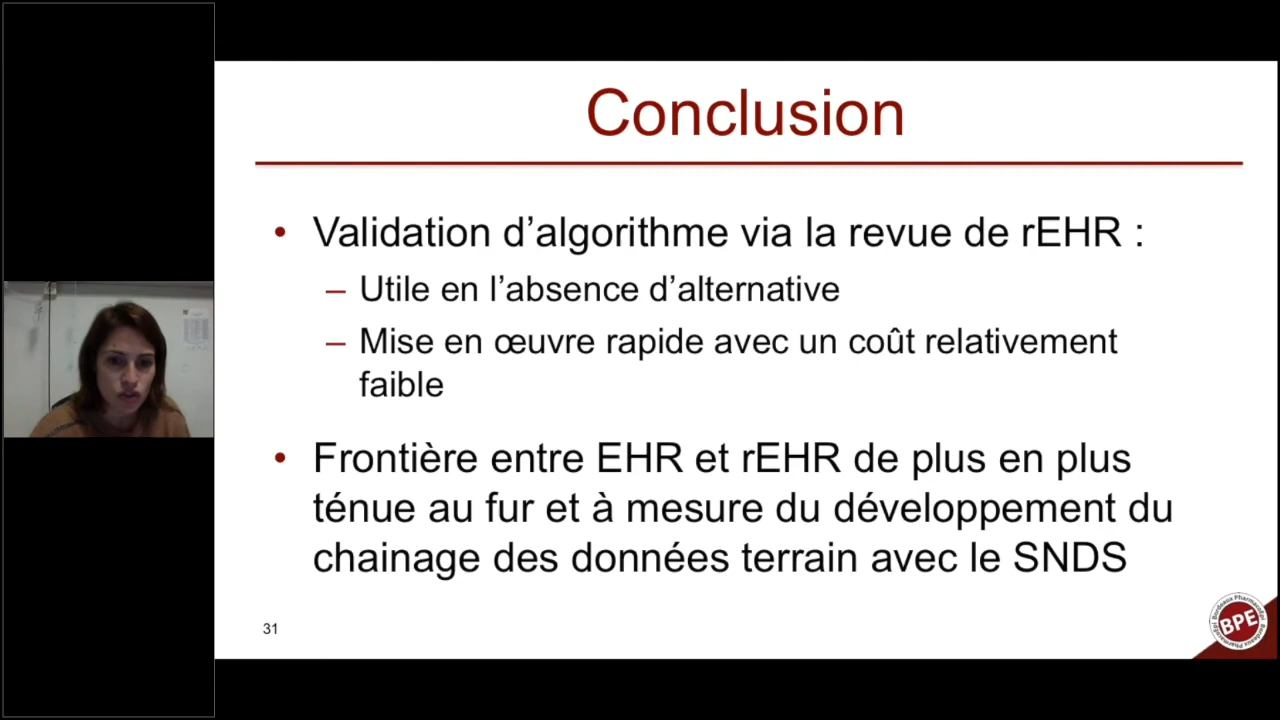 Conclusion
• Validation d’algorithme via la revue de rEHR :
– Utile en l’absence d’alternative
– Mise en œuvre rapide avec un coût relativement
faible
• Frontière entre EHR et rEHR de plus en plus
ténue au fur et à mesure du développement du
chainage des données terrain avec le SNDS
31
BPE